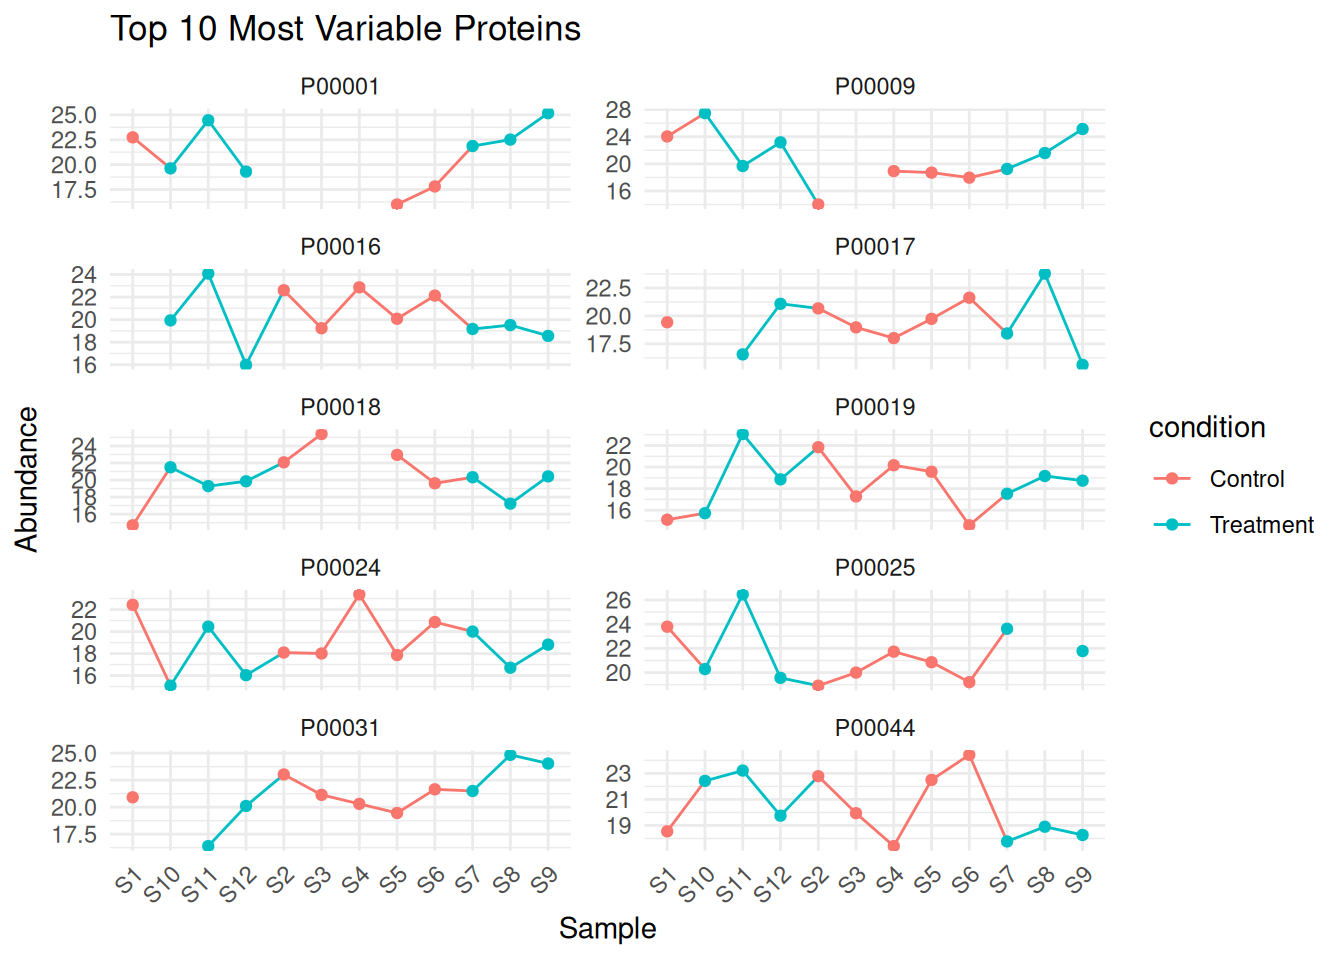 Top 10 Most Variable Proteins
P00001
P00009
25.0
22.5
20.0
17.5
28
24
20
16
P00016
P00017
24
22
20
18
16
22.5
20.0
17.5
P00018
P00019
24
22
20
18
16
22
20
18
16
P00024
P00025
22
20
18
16
26
24
22
20
P00031
P00044
25.0
22.5
20.0
17.5
23
21
19
S1 S10 S11 S12 S2 S3 S4 S5 S6 S7 S8 S9
S1 S10 S11 S12 S2 S3 S4 S5 S6 S7 S8 S9
Sample
Abundance
condition
Control
Treatment